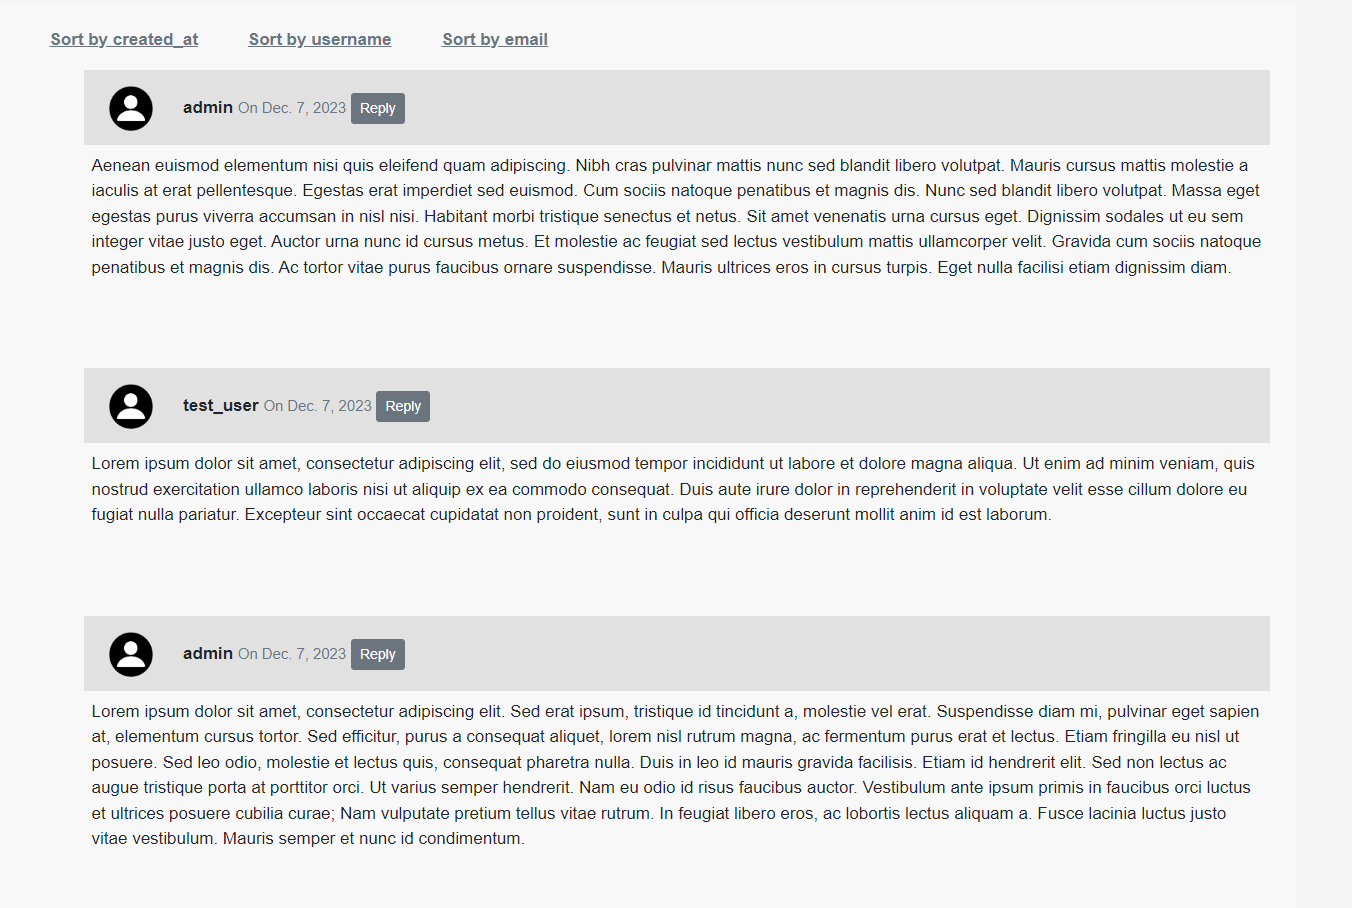 Sort by created_at Sort by username Sort by email
admin On Dec. 7, 2023 Reply
Aenean euismod elementum nisi quis eleifend quam adipiscing. Nibh cras pulvinar mattis nunc sed blandit libero volutpat. Mauris cursus mattis molestie a
iaculis at erat pellentesque. Egestas erat imperdiet sed euismod. Cum sociis natoque penatibus et magnis dis. Nunc sed blandit libero volutpat. Massa eget
egestas purus viverra accumsan in nisl nisi. Habitant morbi tristique senectus et netus. Sit amet venenatis urna cursus eget. Dignissim sodales ut eu sem
integer vitae justo eget. Auctor urna nunc id cursus metus. Et molestie ac feugiat sed lectus vestibulum mattis ullamcorper velit. Gravida cum sociis natoque
penatibus et magnis dis. Ac tortor vitae purus faucibus ornare suspendisse. Mauris ultrices eros in cursus turpis. Eget nulla facilisi etiam dignissim diam.
test_user On Dec. 7, 2023 Reply
Lorem ipsum dolor sit amet, consectetur adipiscing elit, sed do eiusmod tempor incididunt ut labore et dolore magna aliqua. Ut enim ad minim veniam, quis
nostrud exercitation ullamco laboris nisi ut aliquip ex ea commodo consequat. Duis aute irure dolor in reprehenderit in voluptate velit esse cillum dolore eu
fugiat nulla pariatur. Excepteur sint occaecat cupidatat non proident, sunt in culpa qui officia deserunt mollit anim id est laborum.
admin On Dec. 7, 2023 Reply
Lorem ipsum dolor sit amet, consectetur adipiscing elit. Sed erat ipsum, tristique id tincidunt a, molestie vel erat. Suspendisse diam mi, pulvinar eget sapien
at, elementum cursus tortor. Sed efficitur, purus a consequat aliquet, lorem nisl rutrum magna, ac fermentum purus erat et lectus. Etiam fringilla eu nisl ut
posuere. Sed leo odio, molestie et lectus quis, consequat pharetra nulla. Duis in leo id mauris gravida facilisis. Etiam id hendrerit elit. Sed non lectus ac
augue tristique porta at porttitor orci. Ut varius semper hendrerit. Nam eu odio id risus faucibus auctor. Vestibulum ante ipsum primis in faucibus orci luctus
et ultrices posuere cubilia curae; Nam vulputate pretium tellus vitae rutrum. In feugiat libero eros, ac lobortis lectus aliquam a. Fusce lacinia luctus justo
vitae vestibulum. Mauris semper et nunc id condimentum.